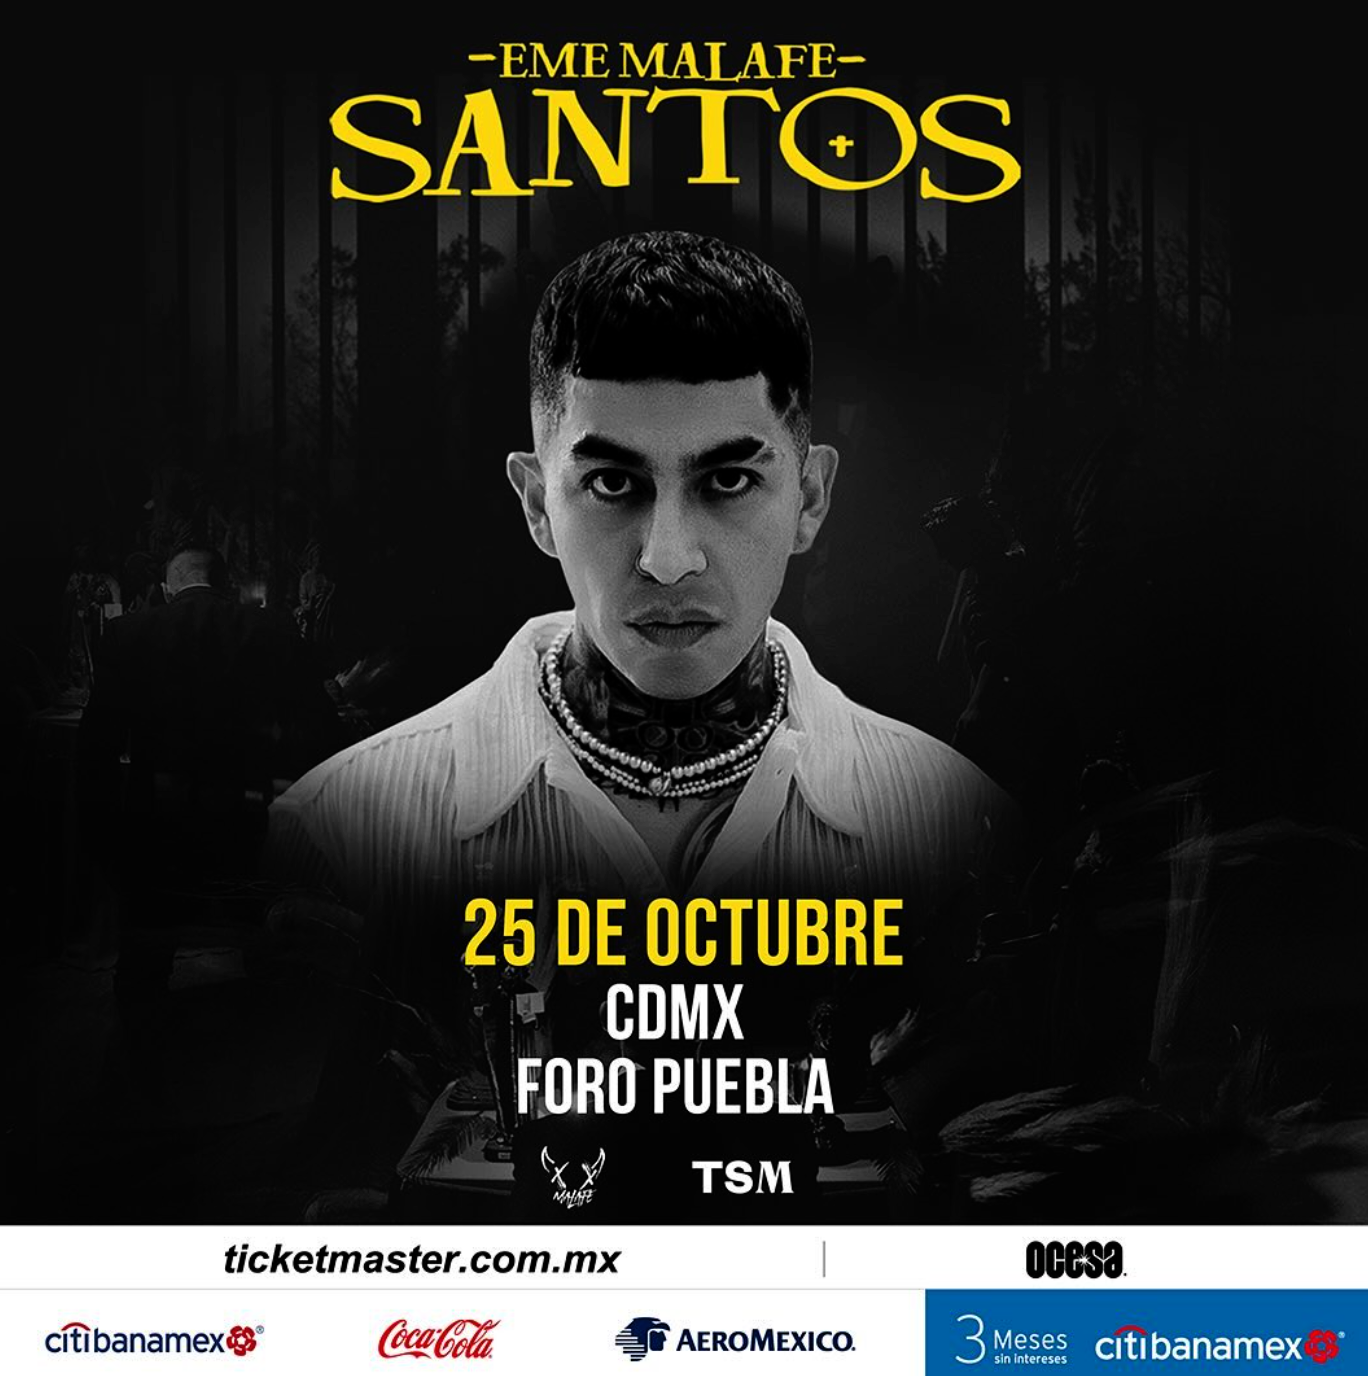 -EME MALAFE-
SANTOS
25 DE OCTUBRE
CDMX
FORO PUEBLA
MALAFE
TSM
ticketmaster.com.mx
ocesa
citibanamex
Coca-Cola
AEROMEXICO.
3 Meses
sin intereses
citibanamex